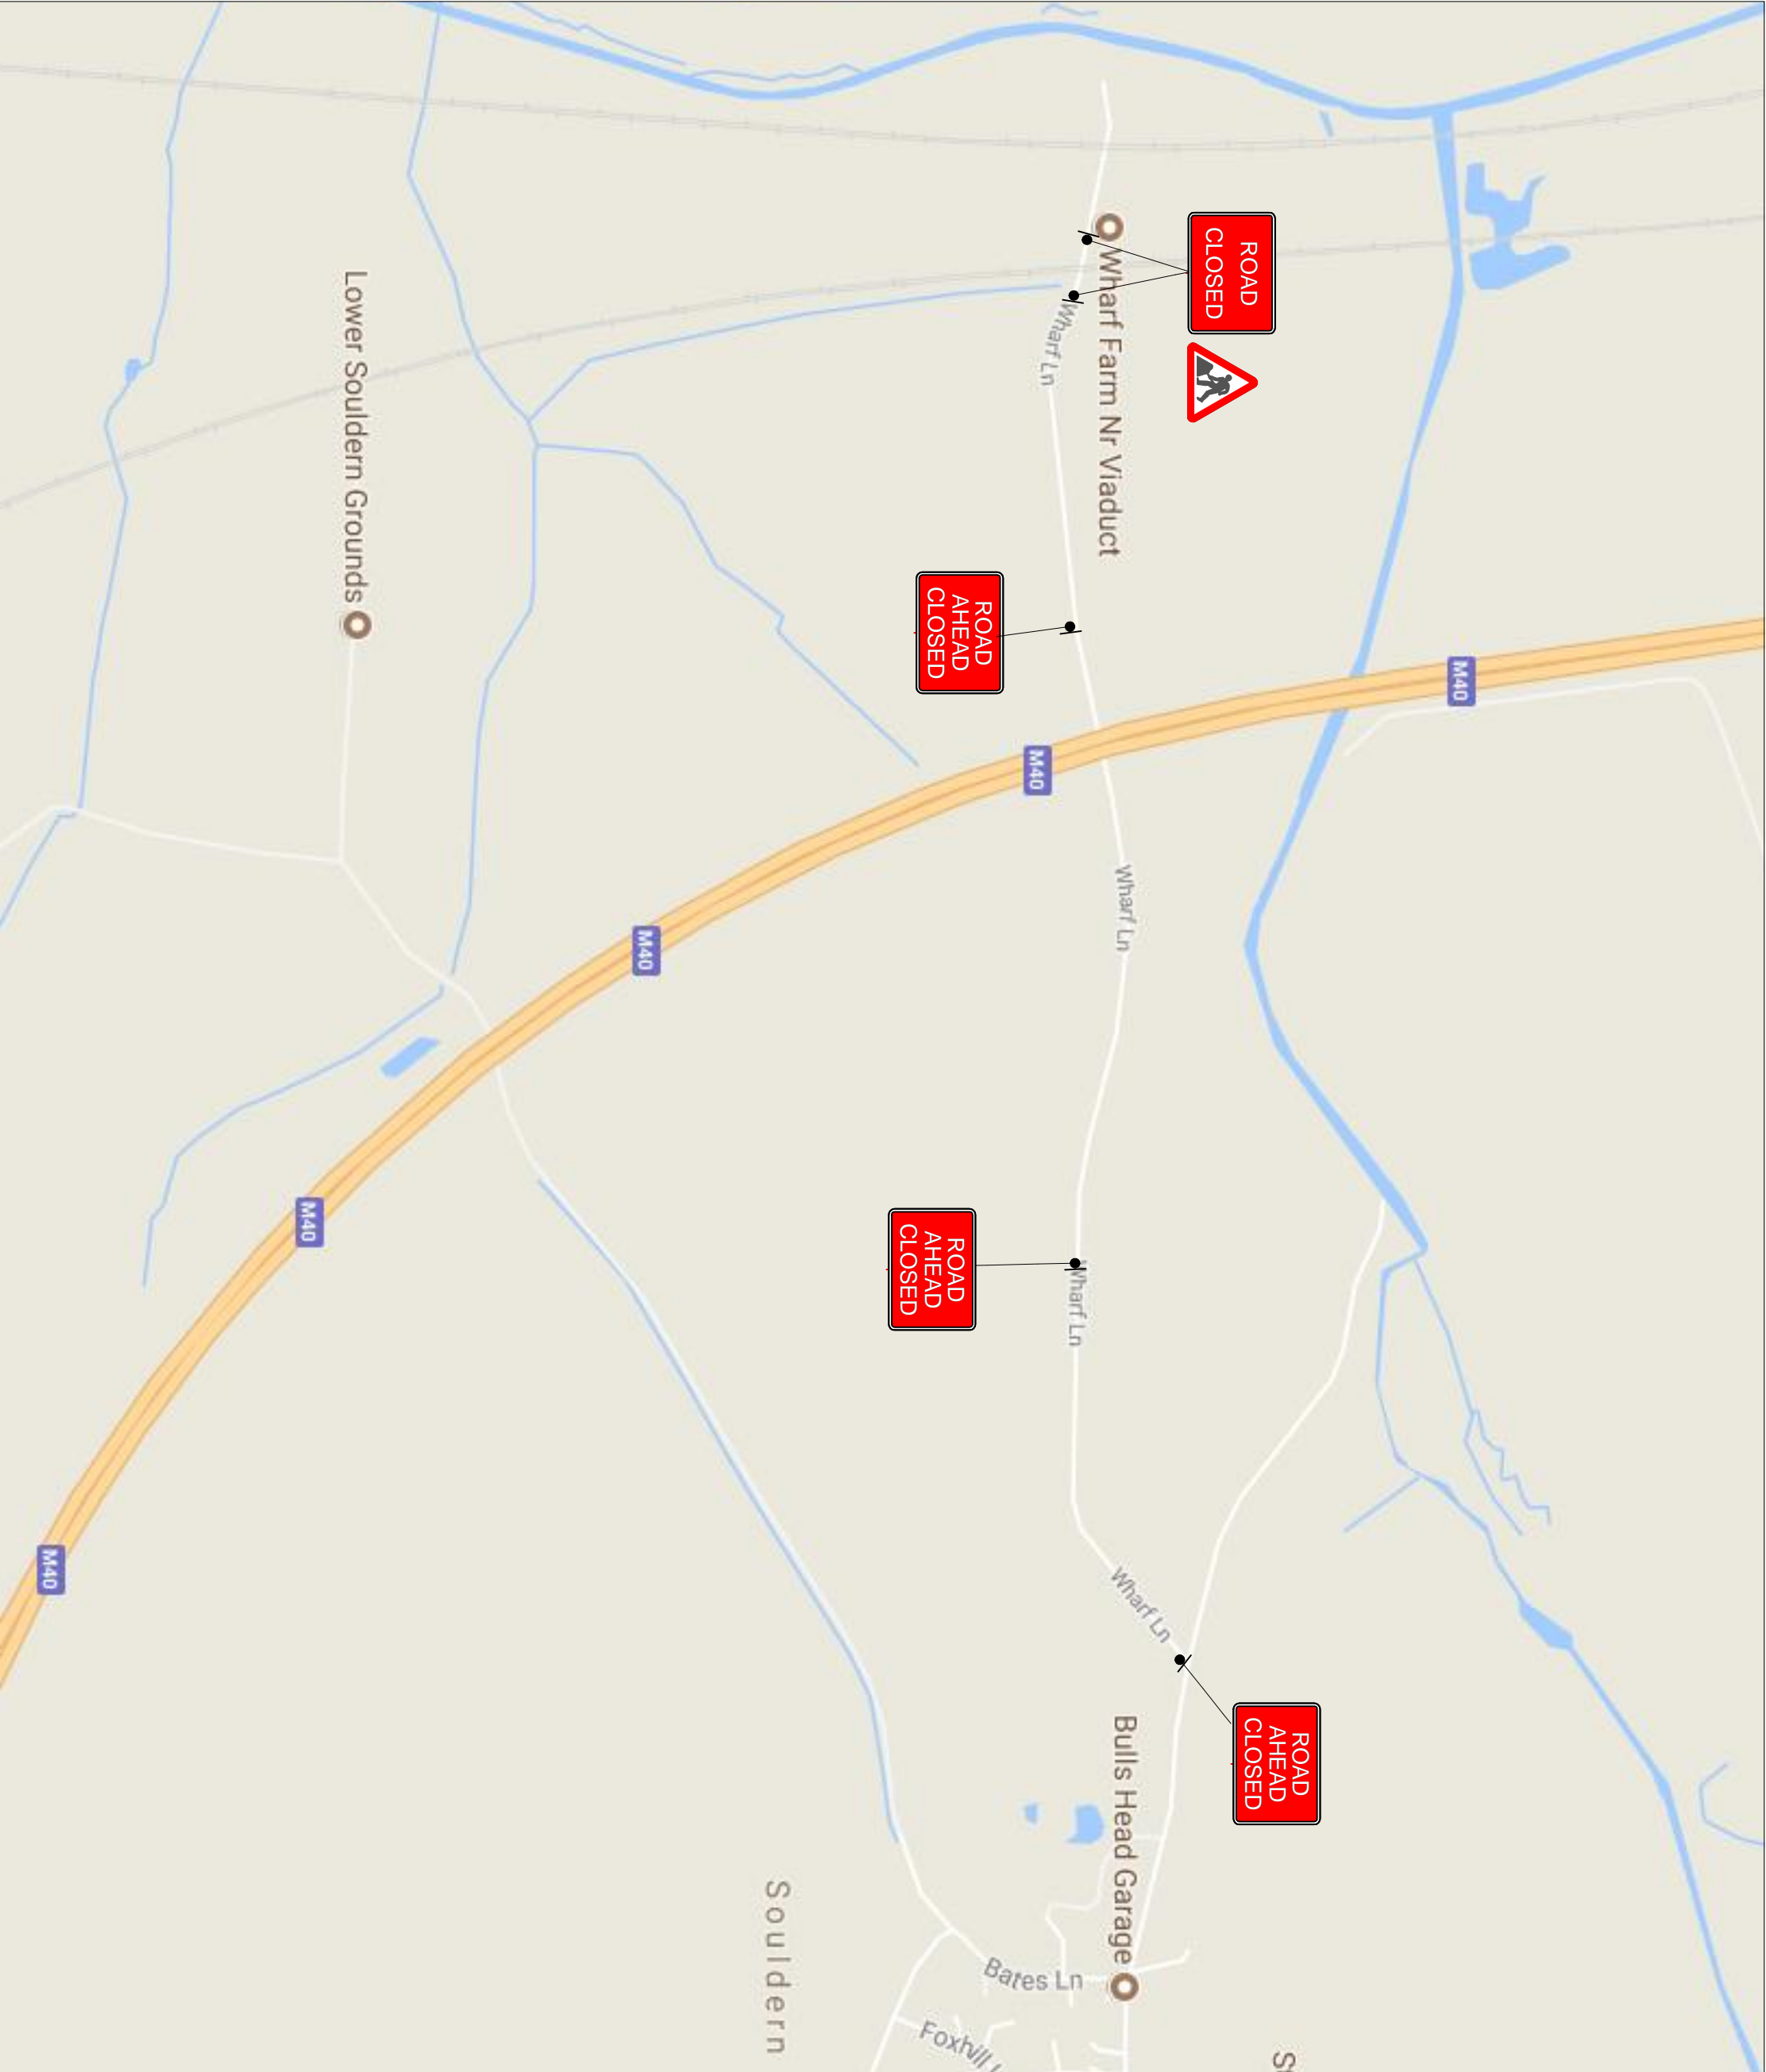 ROAD
CLOSED
Wharf Farm Nr Viaduct
Wharf Ln
Lower Souldern Grounds
ROAD
AHEAD
CLOSED
M40
M40
Wharf Ln
M40
M40
ROAD
AHEAD
CLOSED
Wharf Ln
M40
Wharf Ln
ROAD
AHEAD
CLOSED
Bulls Head Garage
Souldern
Bates Ln
Foxhill